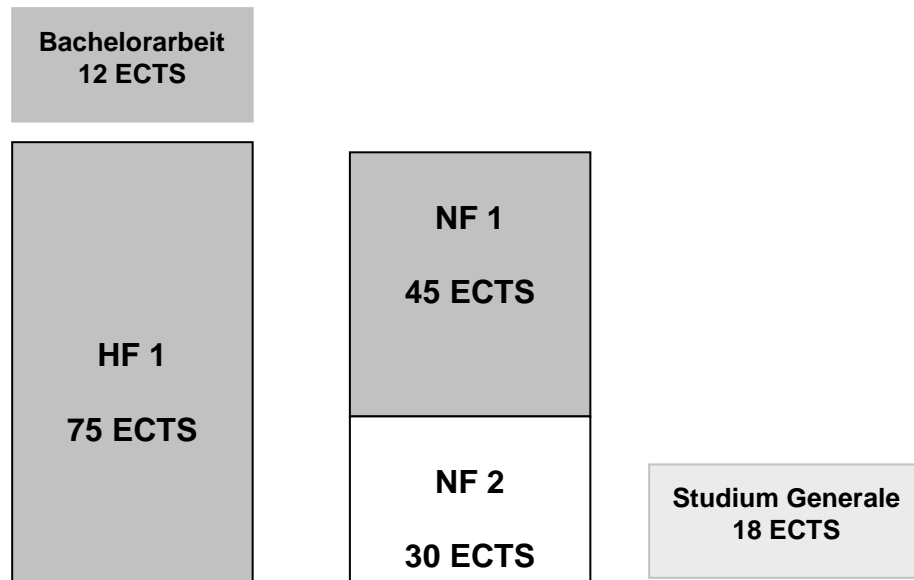 Bachelorarbeit
12 ECTS
HF 1
75 ECTS
NF 1
45 ECTS
NF 2
30 ECTS
Studium Generale
18 ECTS